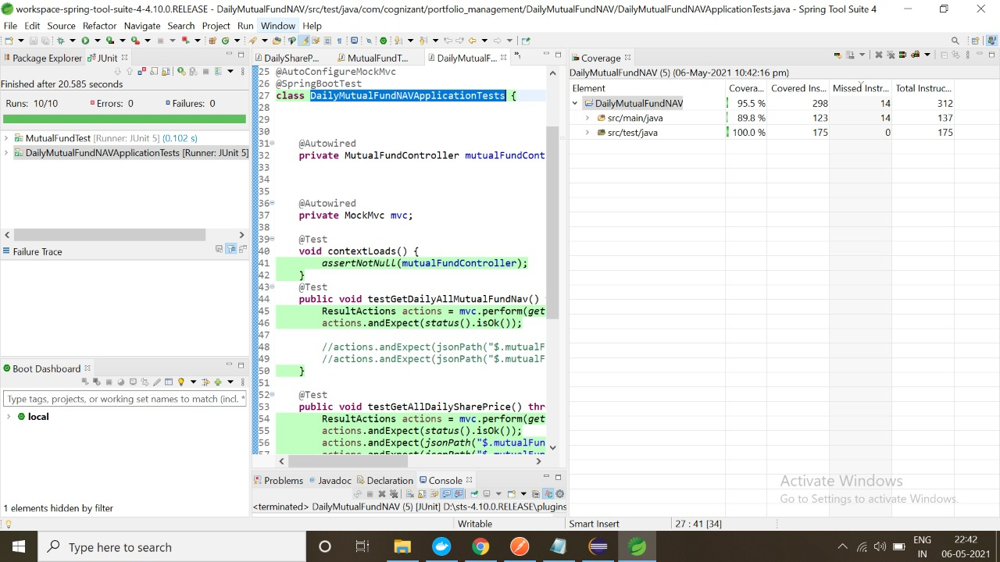 workspace-spring-tool-suite-4-4.10.0.RELEASE - DailyMutualFundNAV/src/test/java/com/cognizant/portfolio_management/DailyMutualFundNAV/DailyMutualFundNAVApplicationTests.java - Spring Tool Suite 4
File Edit Source Refactor Navigate Search Project Run Window Help
Package Explorer JUnit
Finished after 20.585 seconds
Runs: 10/10 Errors: 0 Failures: 0
MutualFundTest [Runner: JUnit 5] (0.102 s)
DailyMutualFundNAVApplicationTests [Runner: JUnit 5]
Failure Trace
Boot Dashboard
Type tags, projects, or working set names to match (incl. *
local
1 elements hidden by filter
DailyShareP... MutualFundT... DailyMutualF...
25 @AutoConfigureMockMvc
26 @SpringBootTest
27 class DailyMutualFundNAVApplicationTests {
28
29
30
31 @Autowired
32 private MutualFundController mutualFundCont
33
34
35
36 @Autowired
37 private MockMvc mvc;
38
39 @Test
40 void contextLoads() {
41 assertNotNull(mutualFundController);
42 }
43 @Test
44 public void testGetDailyAllMutualFundNav()
45 ResultActions actions = mvc.perform(get
46 actions.andExpect(status().isOk());
47
48 //actions.andExpect(jsonPath("$.mutualF
49 //actions.andExpect(jsonPath("$.mutualF
50 }
51
52 @Test
53 public void testGetAllDailySharePrice() thr
54 ResultActions actions = mvc.perform(get
55 actions.andExpect(status().isOk());
56 actions.andExpect(jsonPath("$.mutualFun
57 actions.andExpect(jsonPath("$.mutualFun
Problems Javadoc Declaration Console
<terminated> DailyMutualFundNAV (5) [JUnit] D:\sts-4.10.0.RELEASE\plugins
Coverage
DailyMutualFundNAV (5) (06-May-2021 10:42:16 pm)
Element Covera... Covered Ins... Missed Instr... Total Instruc...
DailyMutualFundNAV 95.5 % 298 14 312
src/main/java 89.8 % 123 14 137
src/test/java 100.0 % 175 0 175
Activate Windows
Go to Settings to activate Windows.
Writable Smart Insert 27 : 41 [34]
Type here to search
ENG
IN
22:42
06-05-2021